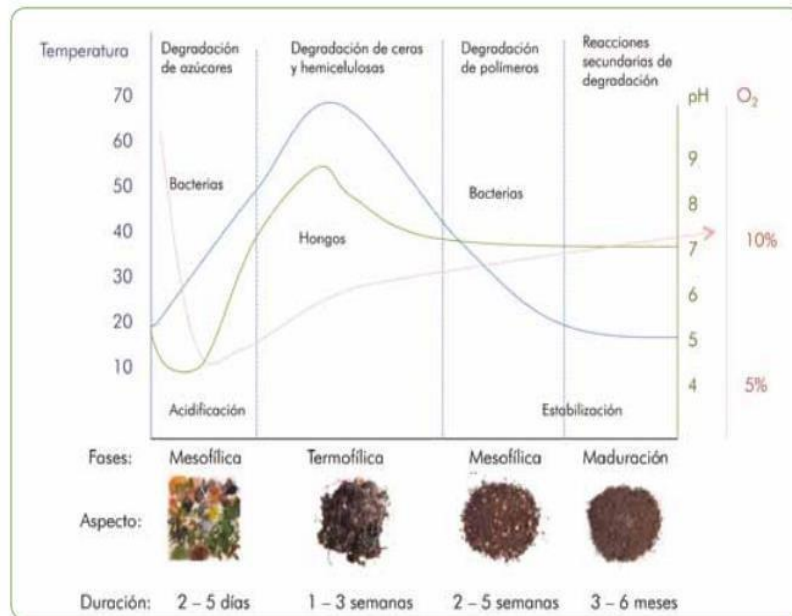 Temperatura
Degradación
de azúcares
Degradación de ceras
y hemicelulosas
Degradación
de polímeros
Reacciones
secundarias de
degradación
pH
O₂
70
60
50
40
30
20
10
Bacterias
Hongos
Bacterias
9
8
7
6
5
4
10%
5%
Acidificación
Estabilización
Fases: Mesofílica Termofílica Mesofílica Maduración
Aspecto:
Duración: 2 – 5 días 1 – 3 semanas 2 – 5 semanas 3 – 6 meses